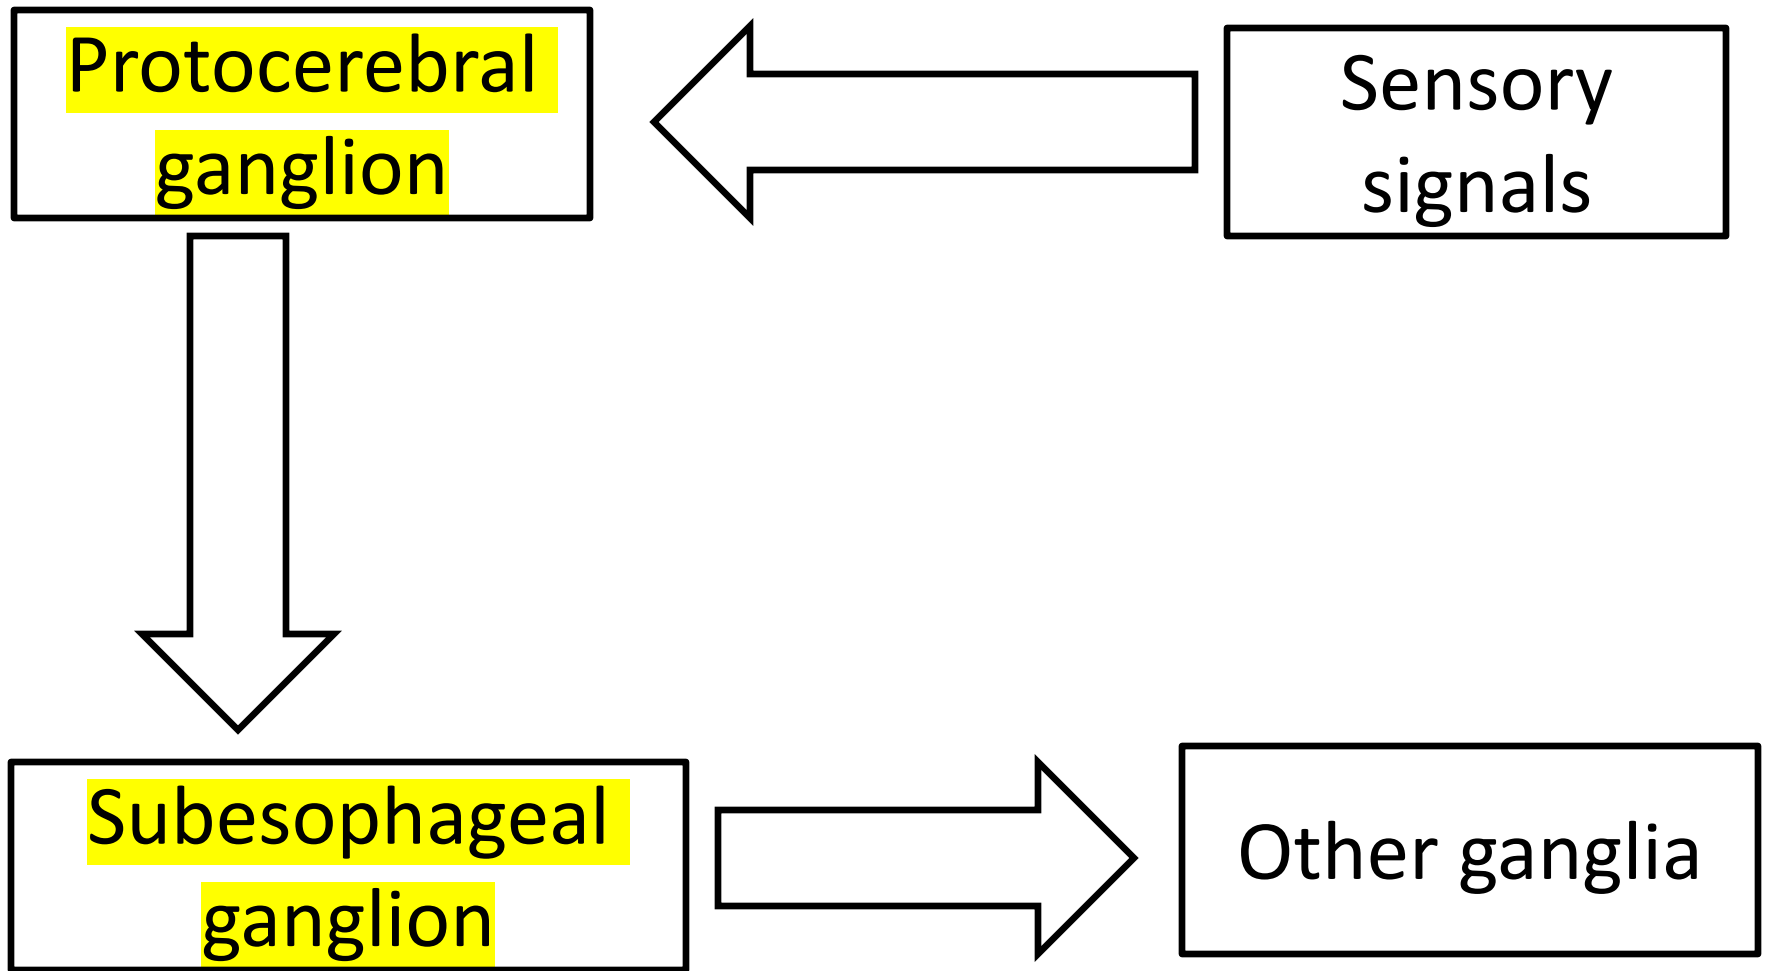 Protocerebral
ganglion
Sensory
signals
Subesophageal
ganglion
Other ganglia